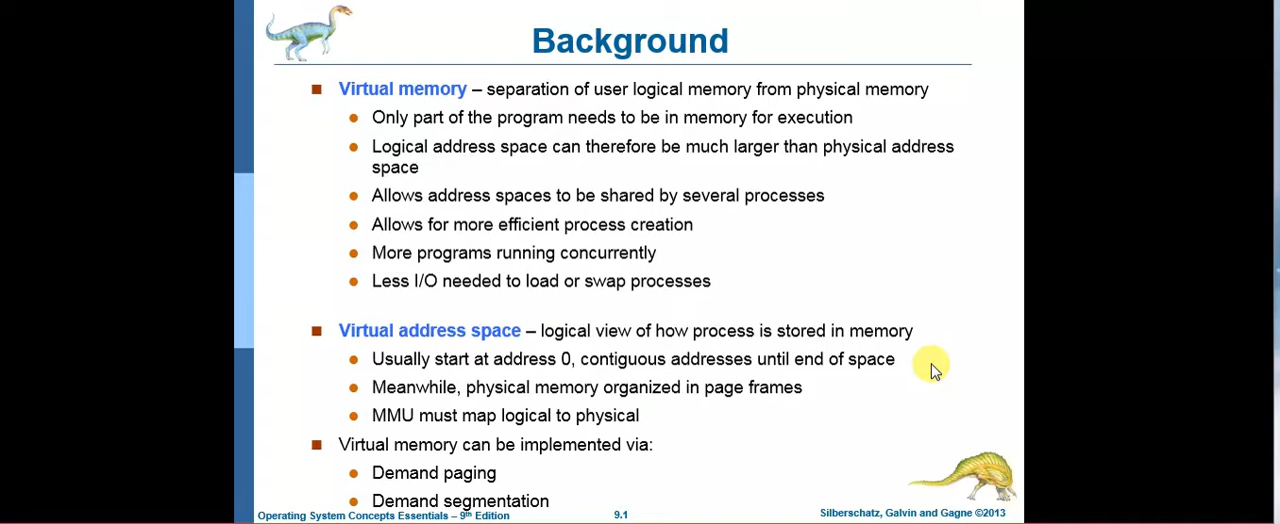 Background
Virtual memory – separation of user logical memory from physical memory
Only part of the program needs to be in memory for execution
Logical address space can therefore be much larger than physical address
space
Allows address spaces to be shared by several processes
Allows for more efficient process creation
More programs running concurrently
Less I/O needed to load or swap processes
Virtual address space – logical view of how process is stored in memory
Usually start at address 0, contiguous addresses until end of space
Meanwhile, physical memory organized in page frames
MMU must map logical to physical
Virtual memory can be implemented via:
Demand paging
Demand segmentation
Operating System Concepts Essentials – 9th Edition
9.1
Silberschatz, Galvin and Gagne ©2013